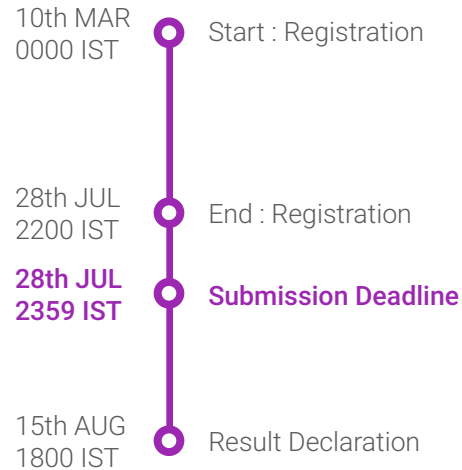 10th MAR
0000 IST
Start : Registration
28th JUL
2200 IST
End : Registration
28th JUL
2359 IST
Submission Deadline
15th AUG
1800 IST
Result Declaration